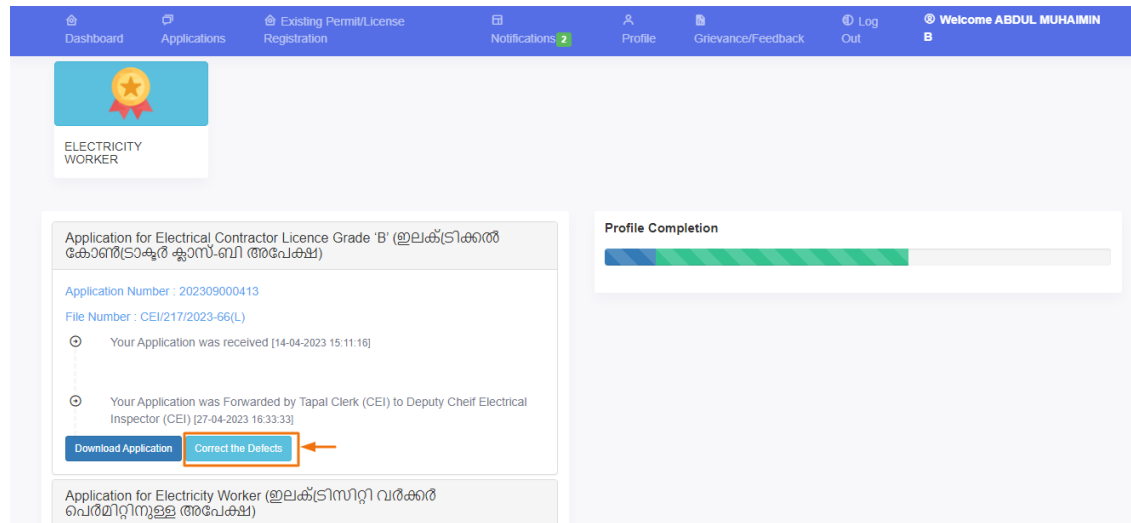 Dashboard
Applications
Existing Permit/License
Registration
Notifications 2
Profile
Grievance/Feedback
Log
Out
Welcome ABDUL MUHAIMIN
B
ELECTRICITY
WORKER
Application for Electrical Contractor Licence Grade ‘B’ (ഇലക്ട്രിക്കൽ
കോൺട്രാക്ടർ ക്ലാസ്-ബി അപേക്ഷ)
Application Number : 202309000413
File Number : CEI/217/2023-66(L)
Your Application was received [14-04-2023 15:11:16]
Your Application was Forwarded by Tapal Clerk (CEI) to Deputy Cheif Electrical
Inspector (CEI) [27-04-2023 16:33:33]
Download Application
Correct the Defects
Application for Electricity Worker (ഇലക്ട്രിസിറ്റി വർക്കർ
പെർമിറ്റിനുള്ള അപേക്ഷ)
Profile Completion